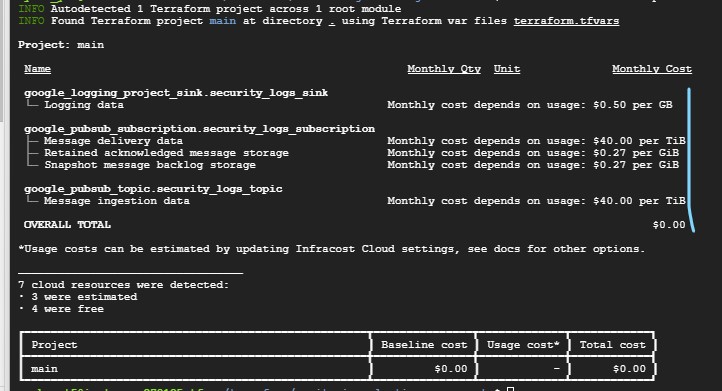 INFO Autodetected 1 Terraform project across 1 root module
INFO Found Terraform project main at directory . using Terraform var files terraform.tfvars
Project: main
Name Monthly Qty Unit Monthly Cost
google_logging_project_sink.security_logs_sink
└─ Logging data Monthly cost depends on usage: $0.50 per GB
google_pubsub_subscription.security_logs_subscription
├─ Message delivery data Monthly cost depends on usage: $40.00 per TiB
├─ Retained acknowledged message storage Monthly cost depends on usage: $0.27 per GiB
└─ Snapshot message backlog storage Monthly cost depends on usage: $0.27 per GiB
google_pubsub_topic.security_logs_topic
└─ Message ingestion data Monthly cost depends on usage: $40.00 per TiB
OVERALL TOTAL $0.00
*Usage costs can be estimated by updating Infracost Cloud settings, see docs for other options.
7 cloud resources were detected:
· 3 were estimated
· 4 were free
Project Baseline cost Usage cost* Total cost
main $0.00 - $0.00